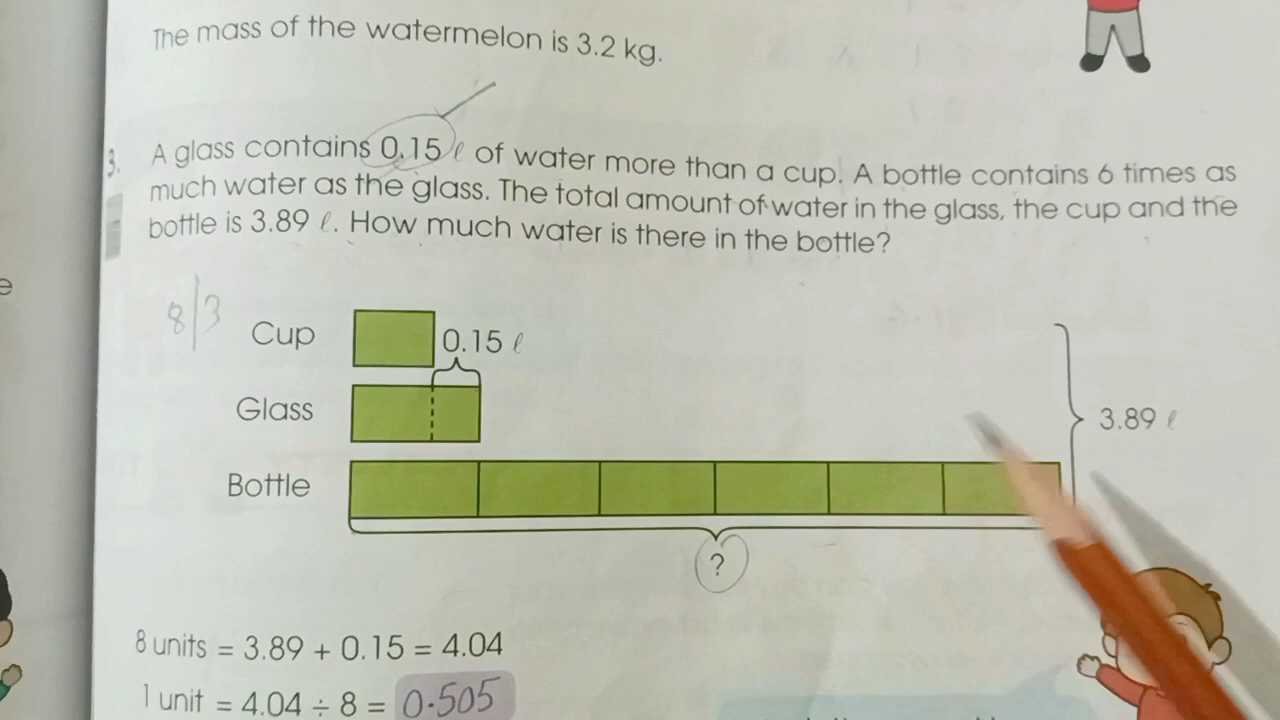 The mass of the watermelon is 3.2 kg.
3. A glass contains 0.15 ℓ of water more than a cup. A bottle contains 6 times as
much water as the glass. The total amount of water in the glass, the cup and the
bottle is 3.89 ℓ. How much water is there in the bottle?
8|3
Cup
0.15 ℓ
Glass
3.89 ℓ
Bottle
?
8 units = 3.89 + 0.15 = 4.04
1 unit = 4.04 ÷ 8 = 0.505